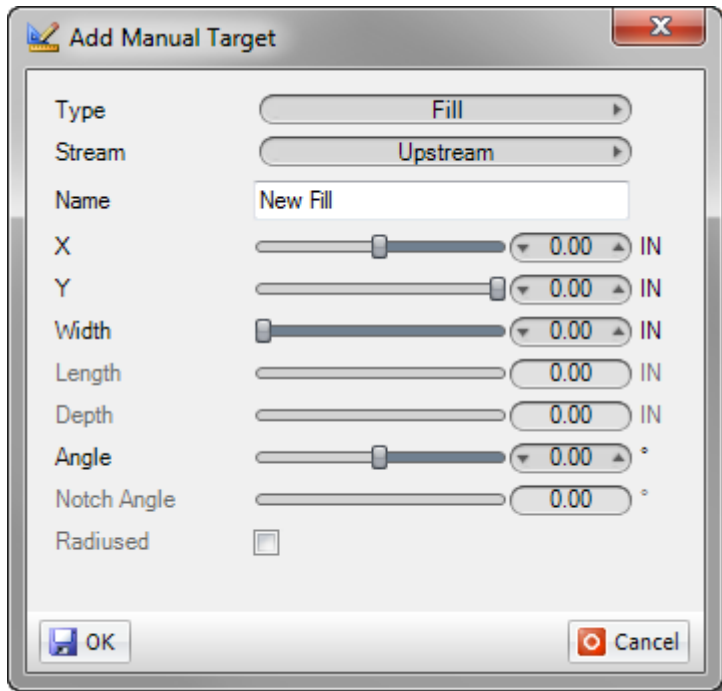 Add Manual Target
Type Fill
Stream Upstream
Name New Fill
X 0.00 IN
Y 0.00 IN
Width 0.00 IN
Length 0.00 IN
Depth 0.00 IN
Angle 0.00 °
Notch Angle 0.00 °
Radiused
OK Cancel